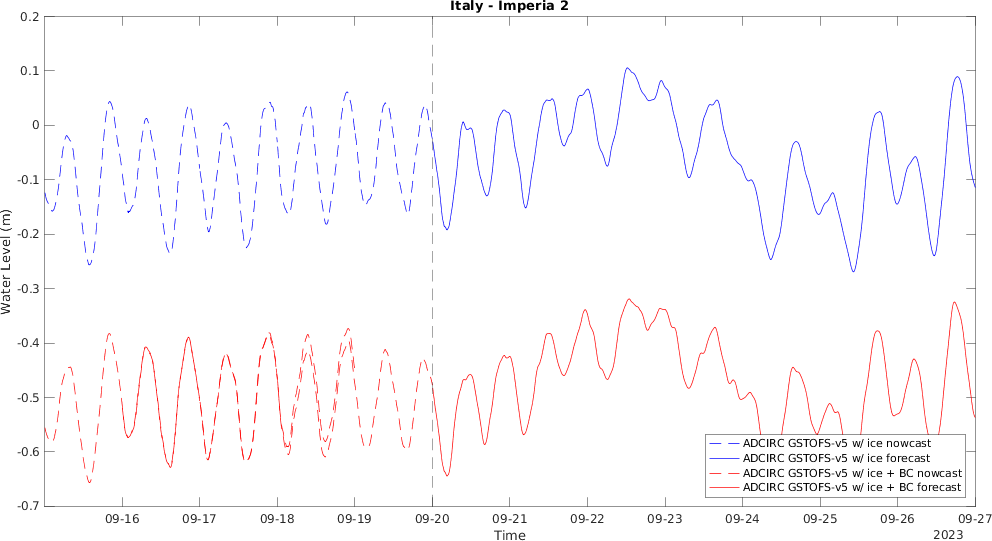 Italy - Imperia 2
Water Level (m)
0.2
0.1
0
-0.1
-0.2
-0.3
-0.4
-0.5
-0.6
-0.7
ADCIRC GSTOFS-v5 w/ ice nowcast
ADCIRC GSTOFS-v5 w/ ice forecast
ADCIRC GSTOFS-v5 w/ ice + BC nowcast
ADCIRC GSTOFS-v5 w/ ice + BC forecast
09-16 09-17 09-18 09-19 09-20 09-21 09-22 09-23 09-24 09-25 09-26 09-27
Time
2023